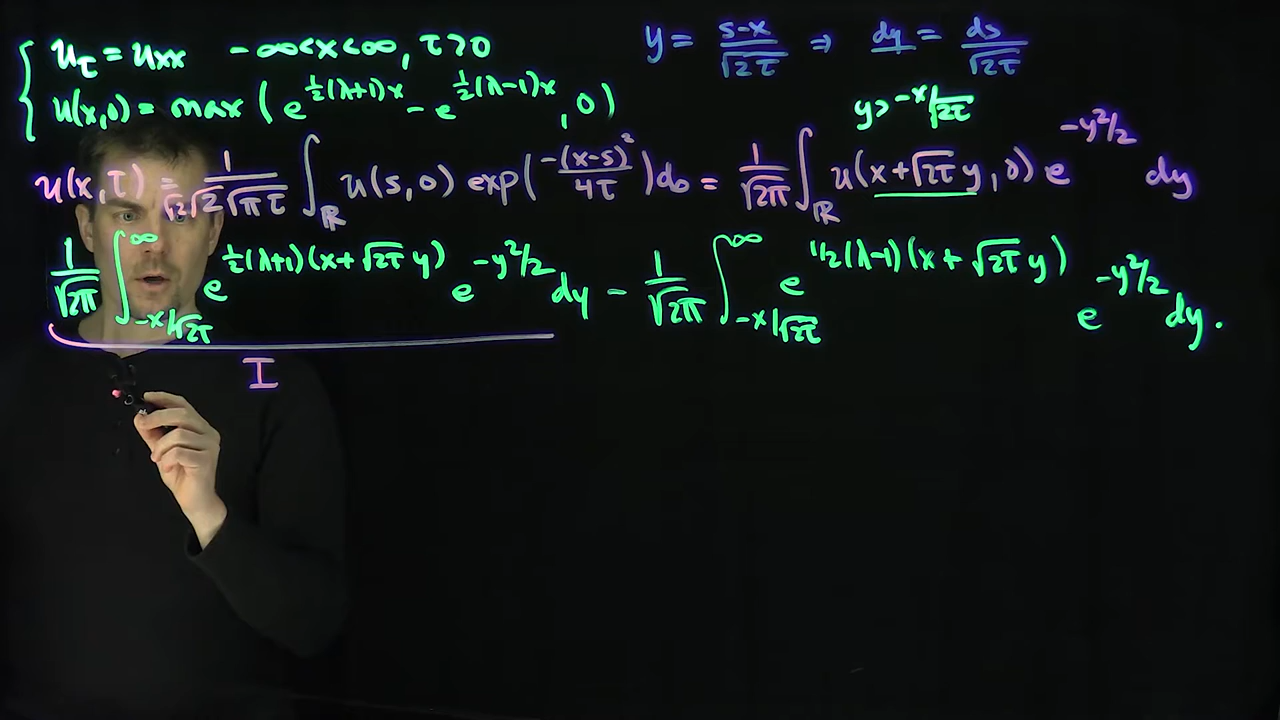 u_τ = u_xx   -∞<x<∞, τ>0
y = (s-x)/√2τ ⇒ dy = ds/√2τ
u(x,0) = max ( e^{½(λ+1)x} - e^{½(λ-1)x}, 0 )
y > -x/√2τ
u(x,τ) = 1/(√2√2√πτ) ∫_ℝ u(s,0) exp( -(x-s)²/4τ ) ds = 1/√2π ∫_ℝ u(x+√2τ y, 0) e^{-y²/2} dy
1/√2π ∫_{-x/√2τ}^∞ e^{½(λ+1)(x+√2τ y)} e^{-y²/2} dy - 1/√2π ∫_{-x/√2τ}^∞ e^{1/2(λ-1)(x+√2τ y)} e^{-y²/2} dy.
I